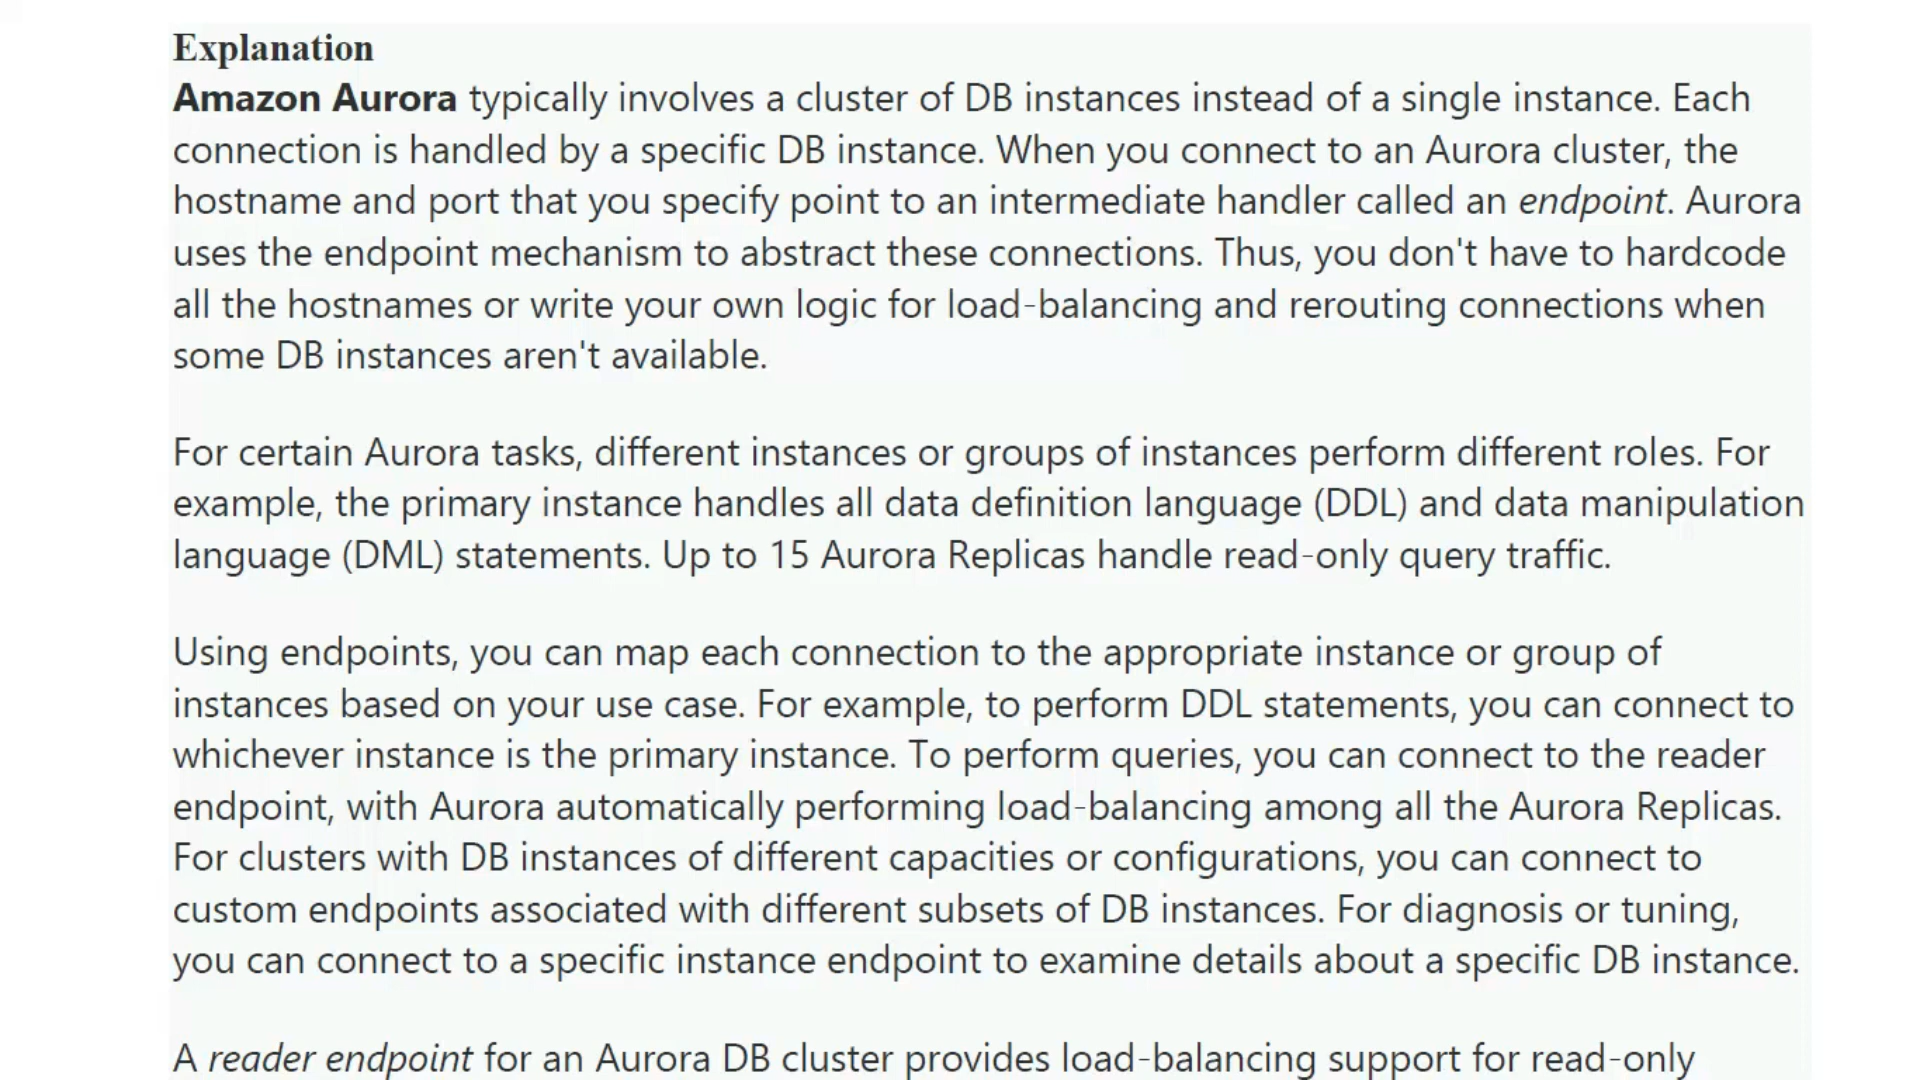 Explanation
Amazon Aurora typically involves a cluster of DB instances instead of a single instance. Each
connection is handled by a specific DB instance. When you connect to an Aurora cluster, the
hostname and port that you specify point to an intermediate handler called an endpoint. Aurora
uses the endpoint mechanism to abstract these connections. Thus, you don't have to hardcode
all the hostnames or write your own logic for load-balancing and rerouting connections when
some DB instances aren't available.
For certain Aurora tasks, different instances or groups of instances perform different roles. For
example, the primary instance handles all data definition language (DDL) and data manipulation
language (DML) statements. Up to 15 Aurora Replicas handle read-only query traffic.
Using endpoints, you can map each connection to the appropriate instance or group of
instances based on your use case. For example, to perform DDL statements, you can connect to
whichever instance is the primary instance. To perform queries, you can connect to the reader
endpoint, with Aurora automatically performing load-balancing among all the Aurora Replicas.
For clusters with DB instances of different capacities or configurations, you can connect to
custom endpoints associated with different subsets of DB instances. For diagnosis or tuning,
you can connect to a specific instance endpoint to examine details about a specific DB instance.
A reader endpoint for an Aurora DB cluster provides load-balancing support for read-only